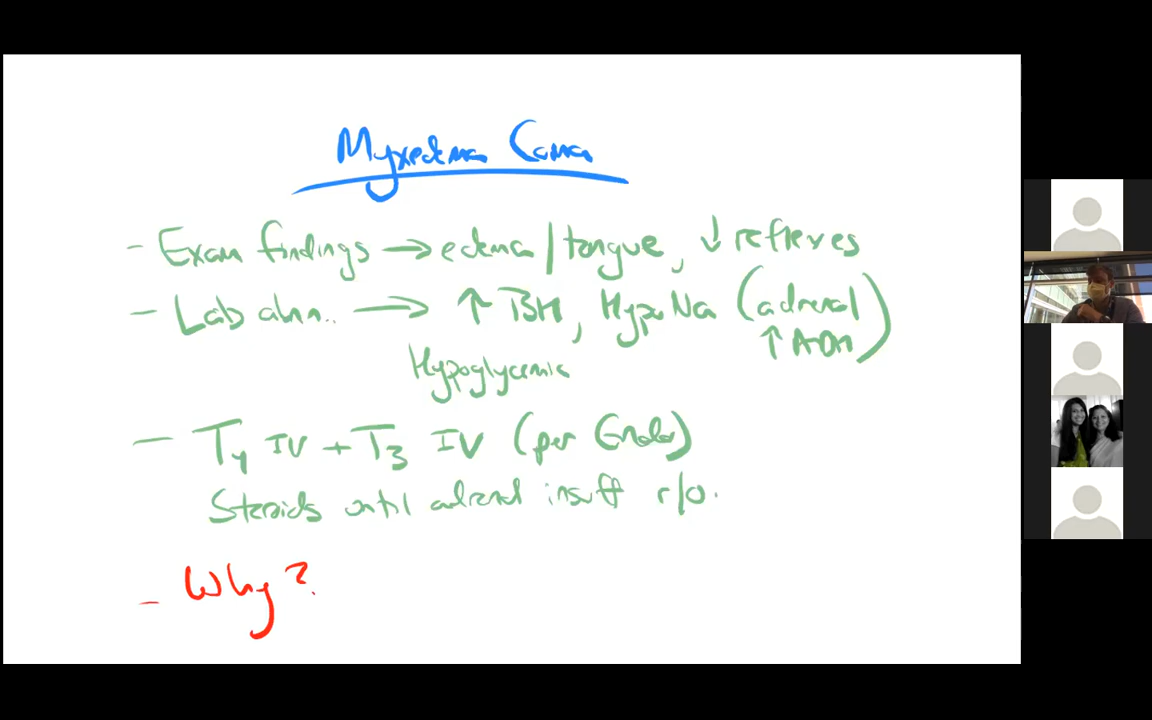 Myxedema Coma
- Exam findings → edema/tongue, ↓ reflexes
- Lab abn.. → ↑ TSH, HypoNa (adrenal
↑ ADH)
Hypoglycemia
- T4 IV + T3 IV (per Endo)
Steroids until adrenal insuff r/o.
- Why?